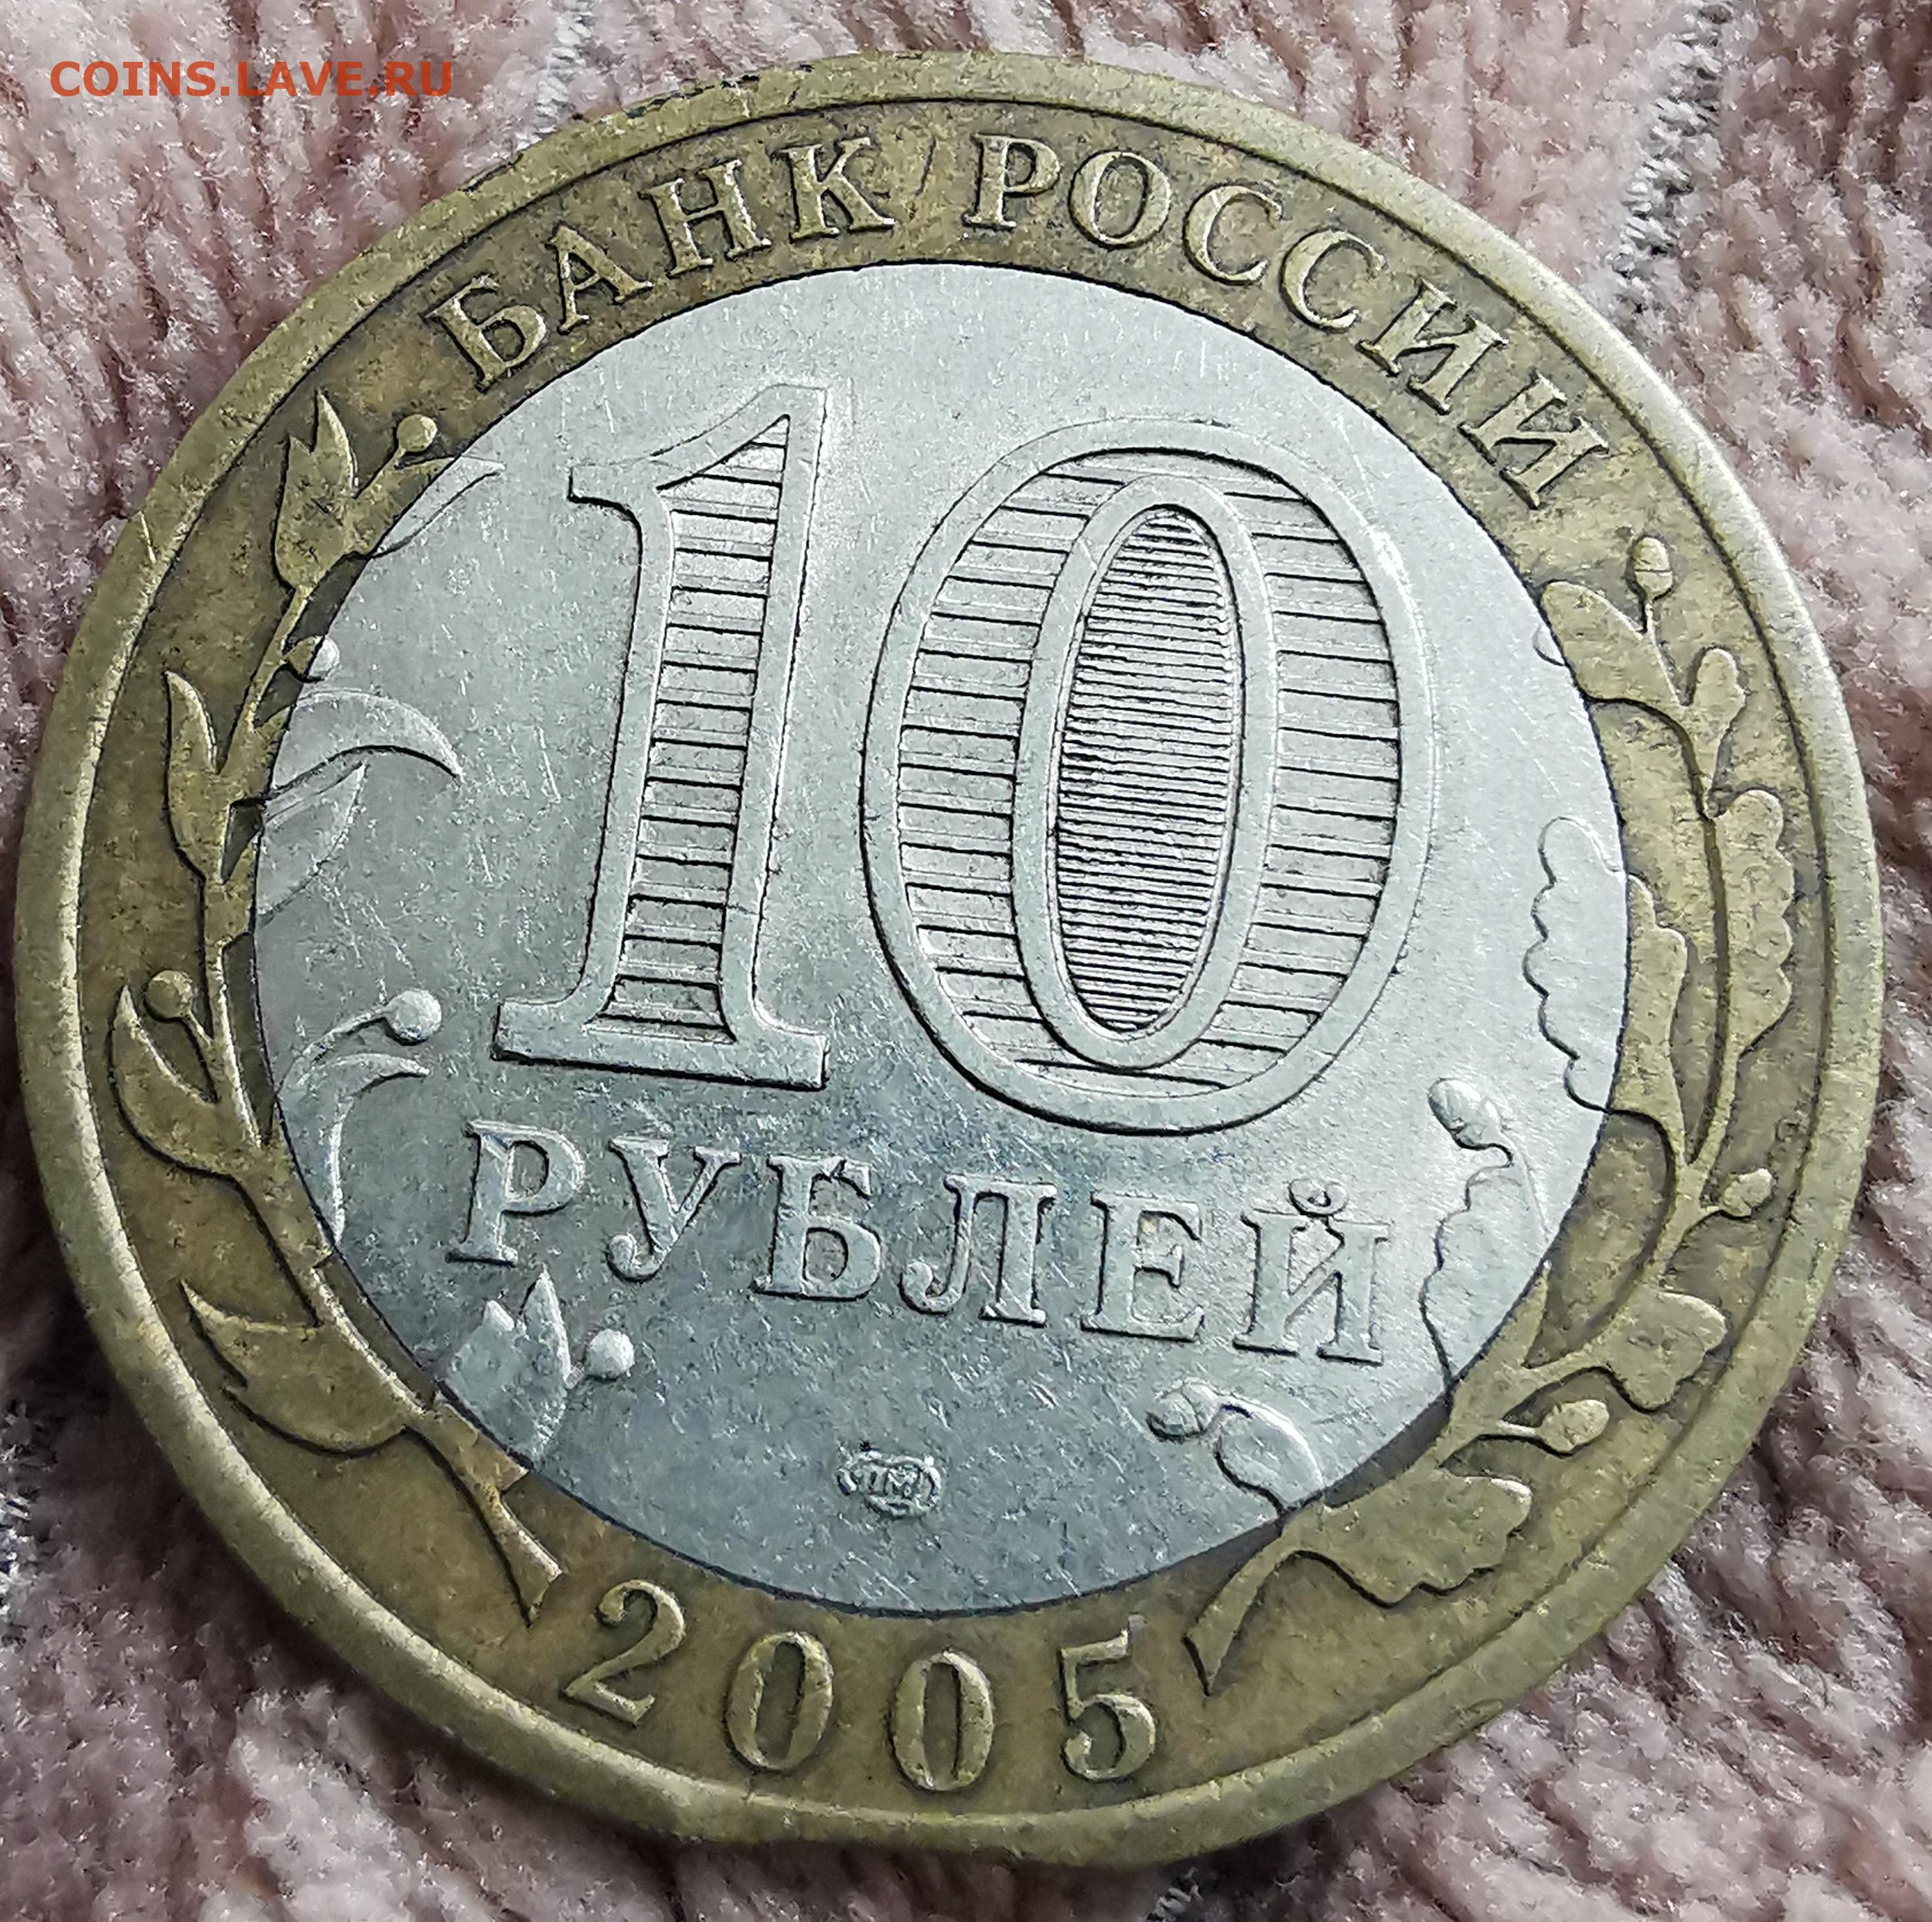 COINS.LAVE.RU
БАНК РОССИИ
10
РУБЛЕЙ
2005